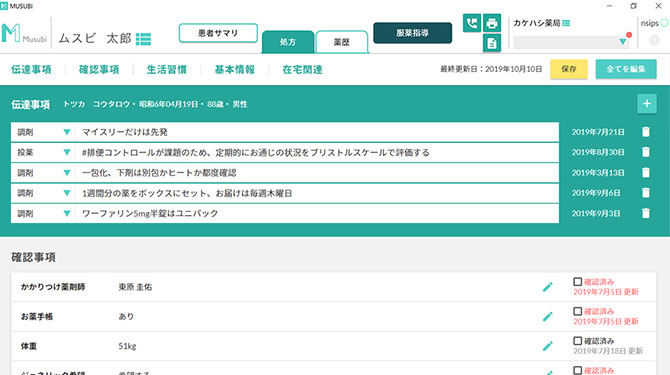 MUSUBI
Musubi ムスビ 太郎 患者サマリ 処方 薬歴 服薬指導 カケハシ薬局 nsips
伝達事項 確認事項 生活習慣 基本情報 在宅関連 最終更新日：2019年10月10日 保存 全てを編集
伝達事項 トツカ コウタロウ・昭和6年04月19日・88歳・男性
調剤 マイスリーだけは先発 2019年7月21日
投薬 #排便コントロールが課題のため、定期的にお通じの状況をブリストルスケールで評価する 2019年8月30日
調剤 一包化、下剤は別包かヒートか都度確認 2019年3月13日
調剤 1週間分の薬をボックスにセット、お届けは毎週木曜日 2019年9月6日
調剤 ワーファリン5mg半錠はユニパック 2019年9月3日
確認事項
かかりつけ薬剤師 東原 圭佑 確認済み
2019年7月5日 更新
お薬手帳 あり 確認済み
2019年7月5日 更新
体重 51kg 確認済み
2019年7月18日 更新
ジェネリック希望 希望する 確認済み